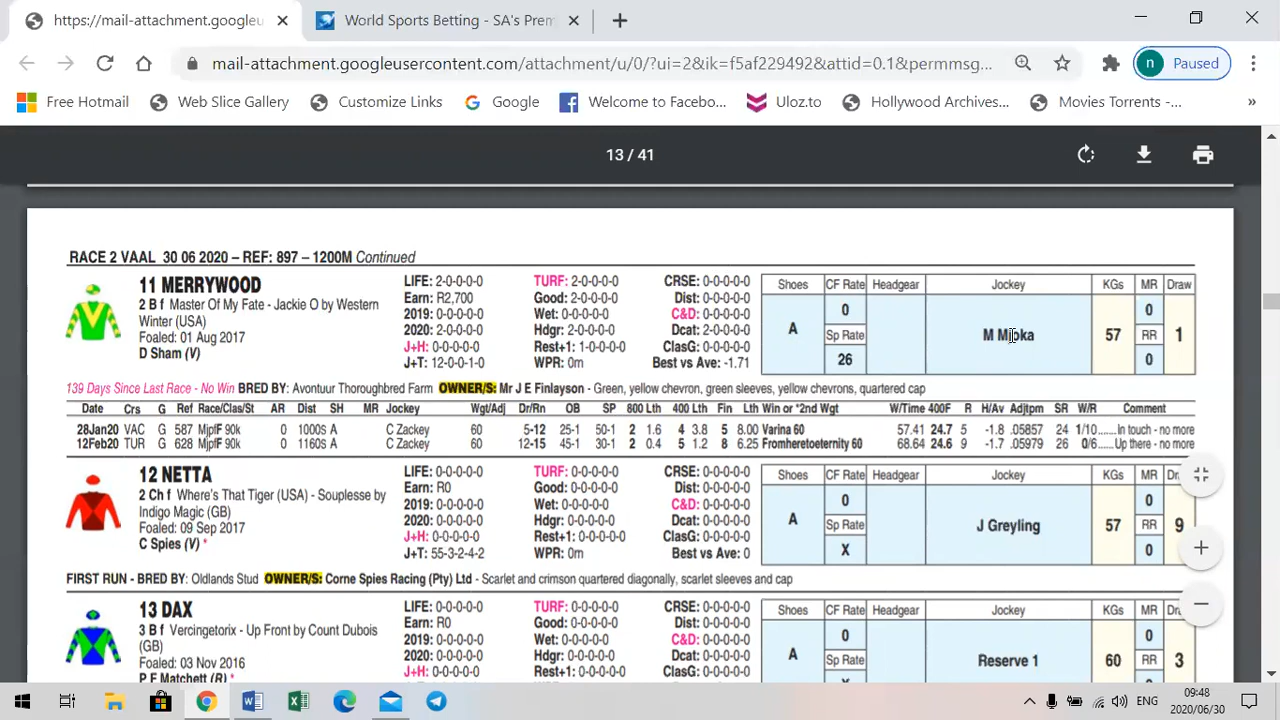 https://mail-attachment.googleu
World Sports Betting - SA's Prem
mail-attachment.googleusercontent.com/attachment/u/0/?ui=2&ik=f5af229492&attid=0.1&permmsg...
n Paused
Free Hotmail Web Slice Gallery Customize Links Google Welcome to Facebo... Uloz.to Hollywood Archives... Movies Torrents -... »
13 / 41
RACE 2 VAAL 30 06 2020 – REF: 897 – 1200M Continued
11 MERRYWOOD
2 B f Master Of My Fate - Jackie O by Western
Winter (USA)
Foaled: 01 Aug 2017
D Sham (V)
LIFE: 2-0-0-0-0 TURF: 2-0-0-0-0 CRSE: 0-0-0-0-0
Earn: R2,700 Good: 2-0-0-0-0 Dist: 0-0-0-0-0
2019: 0-0-0-0-0 Wet: 0-0-0-0-0 C&D: 0-0-0-0-0
2020: 2-0-0-0-0 Hdgr: 2-0-0-0-0 Dcat: 2-0-0-0-0
J+H: 0-0-0-0-0 Rest+1: 1-0-0-0-0 ClasG: 0-0-0-0-0
J+T: 12-0-0-1-0 WPR: 0m Best vs Ave: -1.71
Shoes CF Rate Headgear Jockey KGs MR Draw
0 0
A Sp Rate M 57 RR 1
26 0
139 Days Since Last Race - No Win BRED BY: Avontuur Thoroughbred Farm OWNER/S: Mr J E Finlayson - Green, yellow chevron, green sleeves, yellow chevrons, quartered cap
Date Crs G Ref Race/Clas/St AR Dist SH MR Jockey Wgt/Adj Dr/Rn OB SP 800 Lth 400 Lth Fin Lth Win or *2nd Wgt W/Time 400F R H/Av Adjtpm SR W/R Comment
28Jan20 VAC G 587 MjpfF 90k 0 1000S A C Zackey 60 5-12 25-1 50-1 2 1.6 4 3.8 5 8.00 Varina 60 57.41 24.7 5 -1.8 .05857 24 1/10......In touch - no more
12Feb20 TUR G 628 MjpfF 90k 0 1160S A C Zackey 60 12-15 45-1 31-1 2 0.4 5 1.2 8 6.25 Fromheretoeternity 60 68.64 24.6 9 -1.7 .05979 26 0/6......Up there - no more
12 NETTA
2 Ch f Where's That Tiger (USA) - Souplesse by
Indigo Magic (GB)
Foaled: 09 Sep 2017
C Spies (V) *
LIFE: 0-0-0-0-0 TURF: 0-0-0-0-0 CRSE: 0-0-0-0-0
Earn: R0 Good: 0-0-0-0-0 Dist: 0-0-0-0-0
2019: 0-0-0-0-0 Wet: 0-0-0-0-0 C&D: 0-0-0-0-0
2020: 0-0-0-0-0 Hdgr: 0-0-0-0-0 Dcat: 0-0-0-0-0
J+H: 0-0-0-0-0 Rest+1: 0-0-0-0-0 ClasG: 0-0-0-0-0
J+T: 55-3-2-4-2 WPR: 0m Best vs Ave: 0
Shoes CF Rate Headgear Jockey KGs MR
0 0
A Sp Rate J Greyling 57 RR 9
X 0
FIRST RUN - BRED BY: Oldlands Stud OWNER/S: Corne Spies Racing (Pty) Ltd - Scarlet and crimson quartered diagonally, scarlet sleeves and cap
13 DAX
3 B f Vercingetorix - Up Front by Count Dubois
(GB)
Foaled: 03 Nov 2016
P F Matchett (R) *
LIFE: 0-0-0-0-0 TURF: 0-0-0-0-0 CRSE: 0-0-0-0-0
Earn: R0 Good: 0-0-0-0-0 Dist: 0-0-0-0-0
2019: 0-0-0-0-0 Wet: 0-0-0-0-0 C&D: 0-0-0-0-0
2020: 0-0-0-0-0 Hdgr: 0-0-0-0-0 Dcat: 0-0-0-0-0
J+H: 0-0-0-0-0 Rest+1: 0-0-0-0-0 ClasG: 0-0-0-0-0
Shoes CF Rate Headgear Jockey KGs MR Draw
0 0
A Sp Rate Reserve 1 60 RR 3
ENG 09:48
2020/06/30